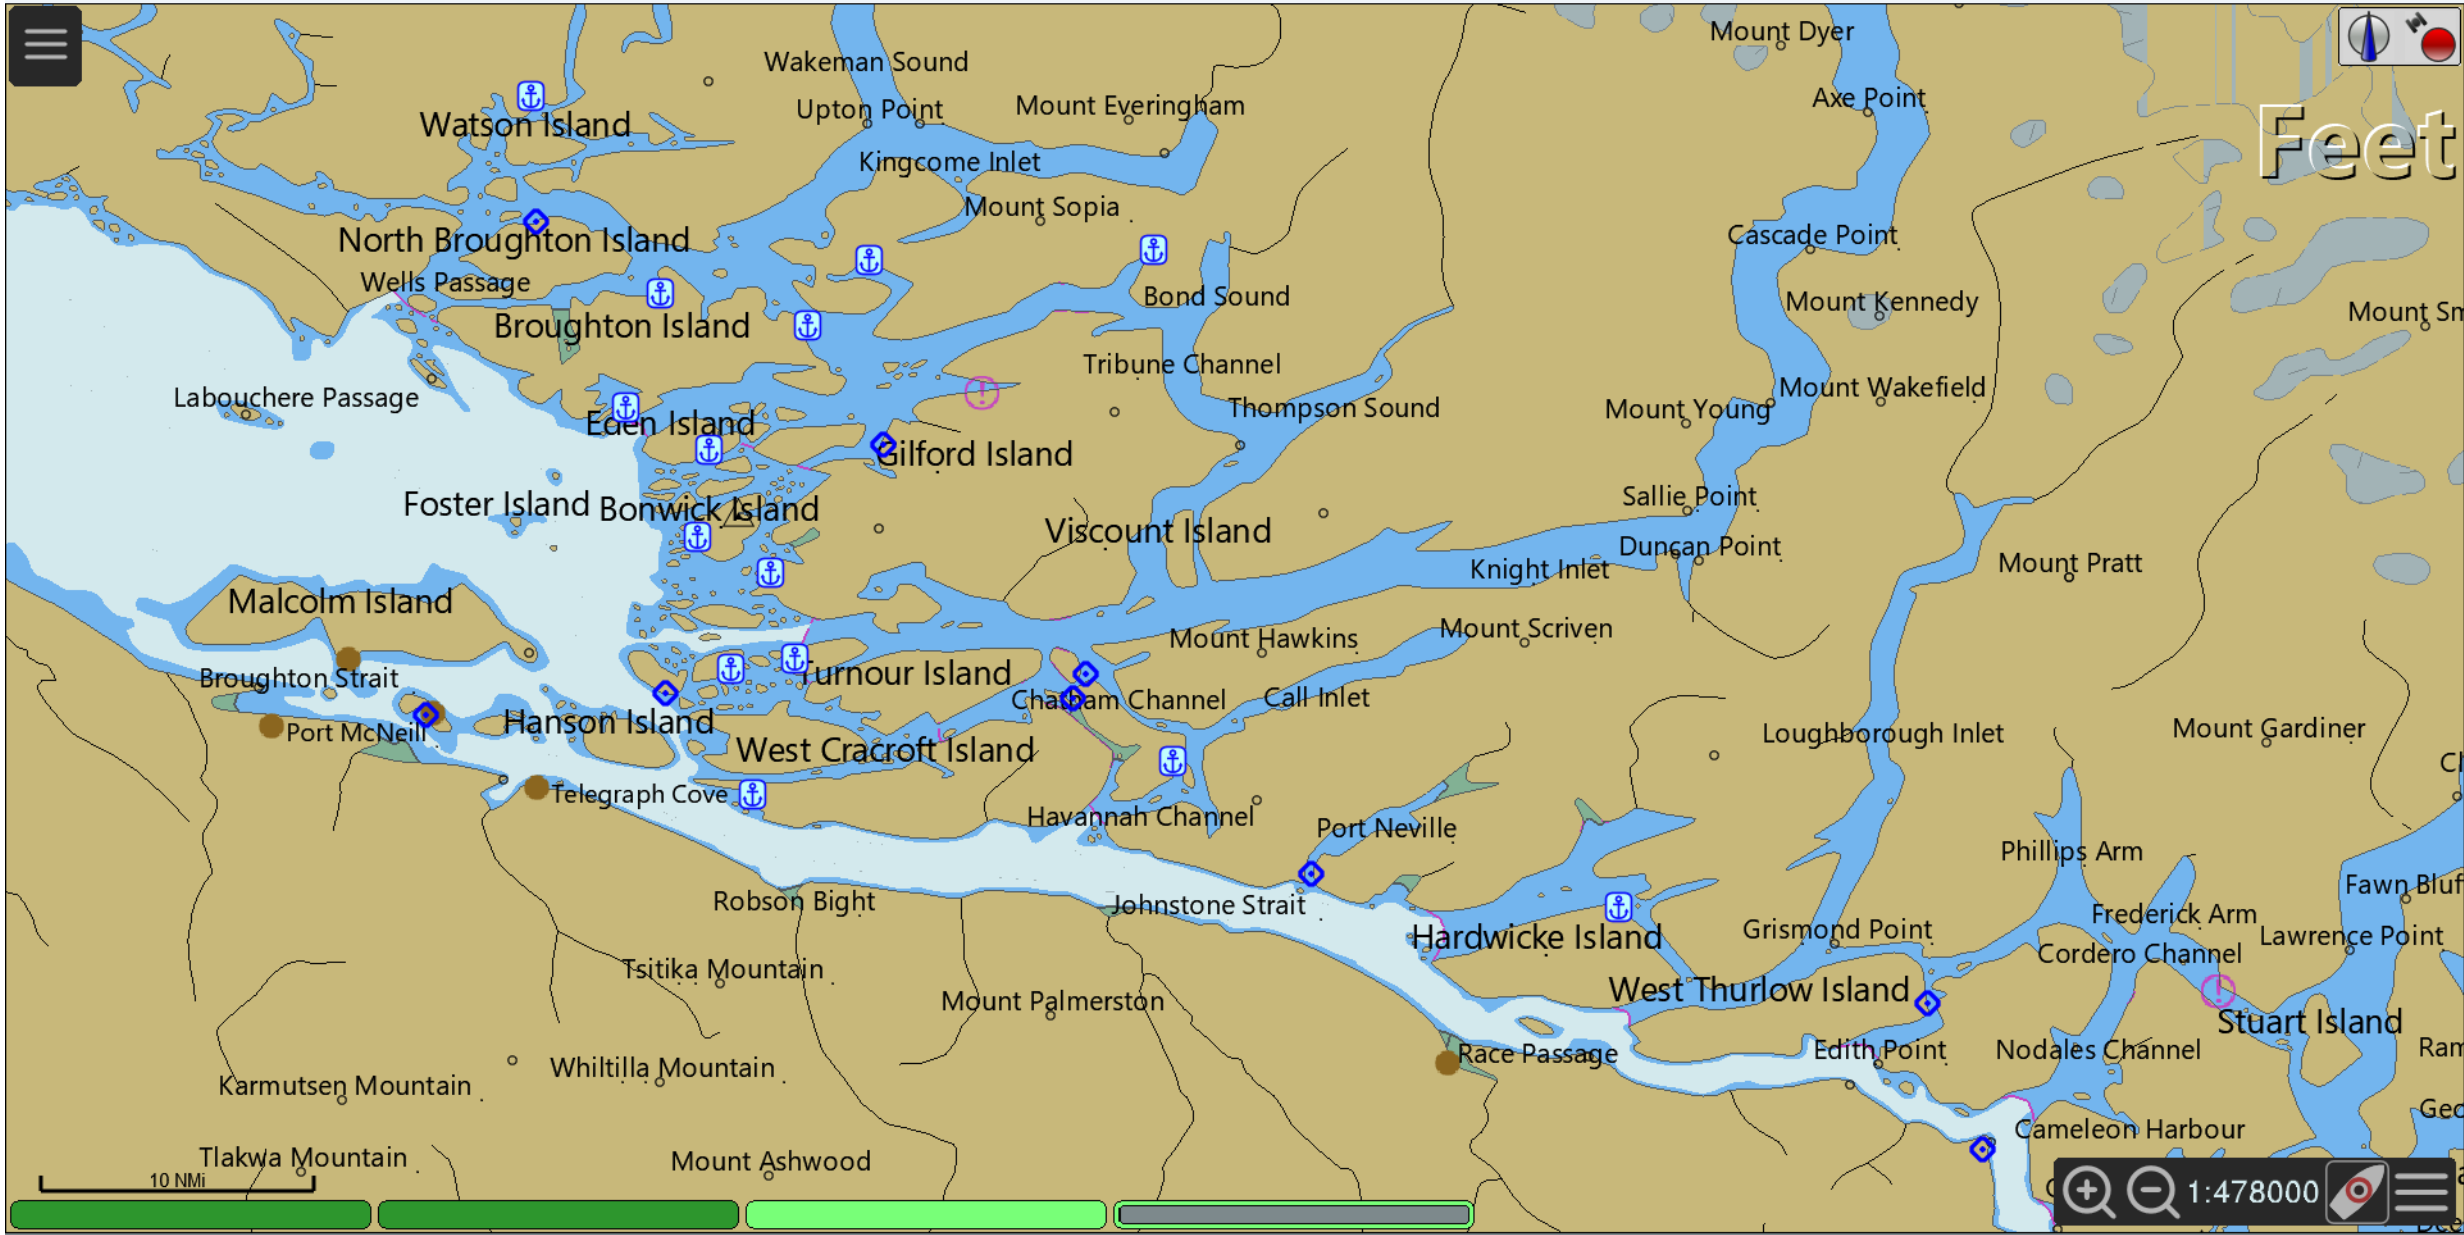 Mount Dyer
Wakeman Sound
Axe Point
Upton Point
Mount Everingham
Watson Island
Feet
Kingcome Inlet
Mount Sopia
Cascade Point
North Broughton Island
Wells Passage
Bond Sound
Mount Kennedy
Mount Sm
Broughton Island
Tribune Channel
Mount Wakefield
Labouchere Passage
Thompson Sound
Mount Young
Eden Island
Gilford Island
Sallie Point
Foster Island
Bonwick Island
Viscount Island
Duncan Point
Knight Inlet
Mount Pratt
Malcolm Island
Mount Hawkins
Mount Scriven
Turnour Island
Broughton Strait
Chatham Channel
Call Inlet
Hanson Island
Port McNeill
Loughborough Inlet
Mount Gardiner
West Cracroft Island
Telegraph Cove
Havannah Channel
Port Neville
Phillips Arm
Fawn Bluf
Robson Bight
Johnstone Strait
Frederick Arm
Grismond Point
Hardwicke Island
Lawrence Point
Cordero Channel
Tsitika Mountain
West Thurlow Island
Mount Palmerston
Stuart Island
Race Passage
Edith Point
Nodales Channel
Ram
Whiltilla Mountain
Karmutsen Mountain
Geo
Cameleon Harbour
Tlakwa Mountain
Mount Ashwood
10 NMi
1:478000